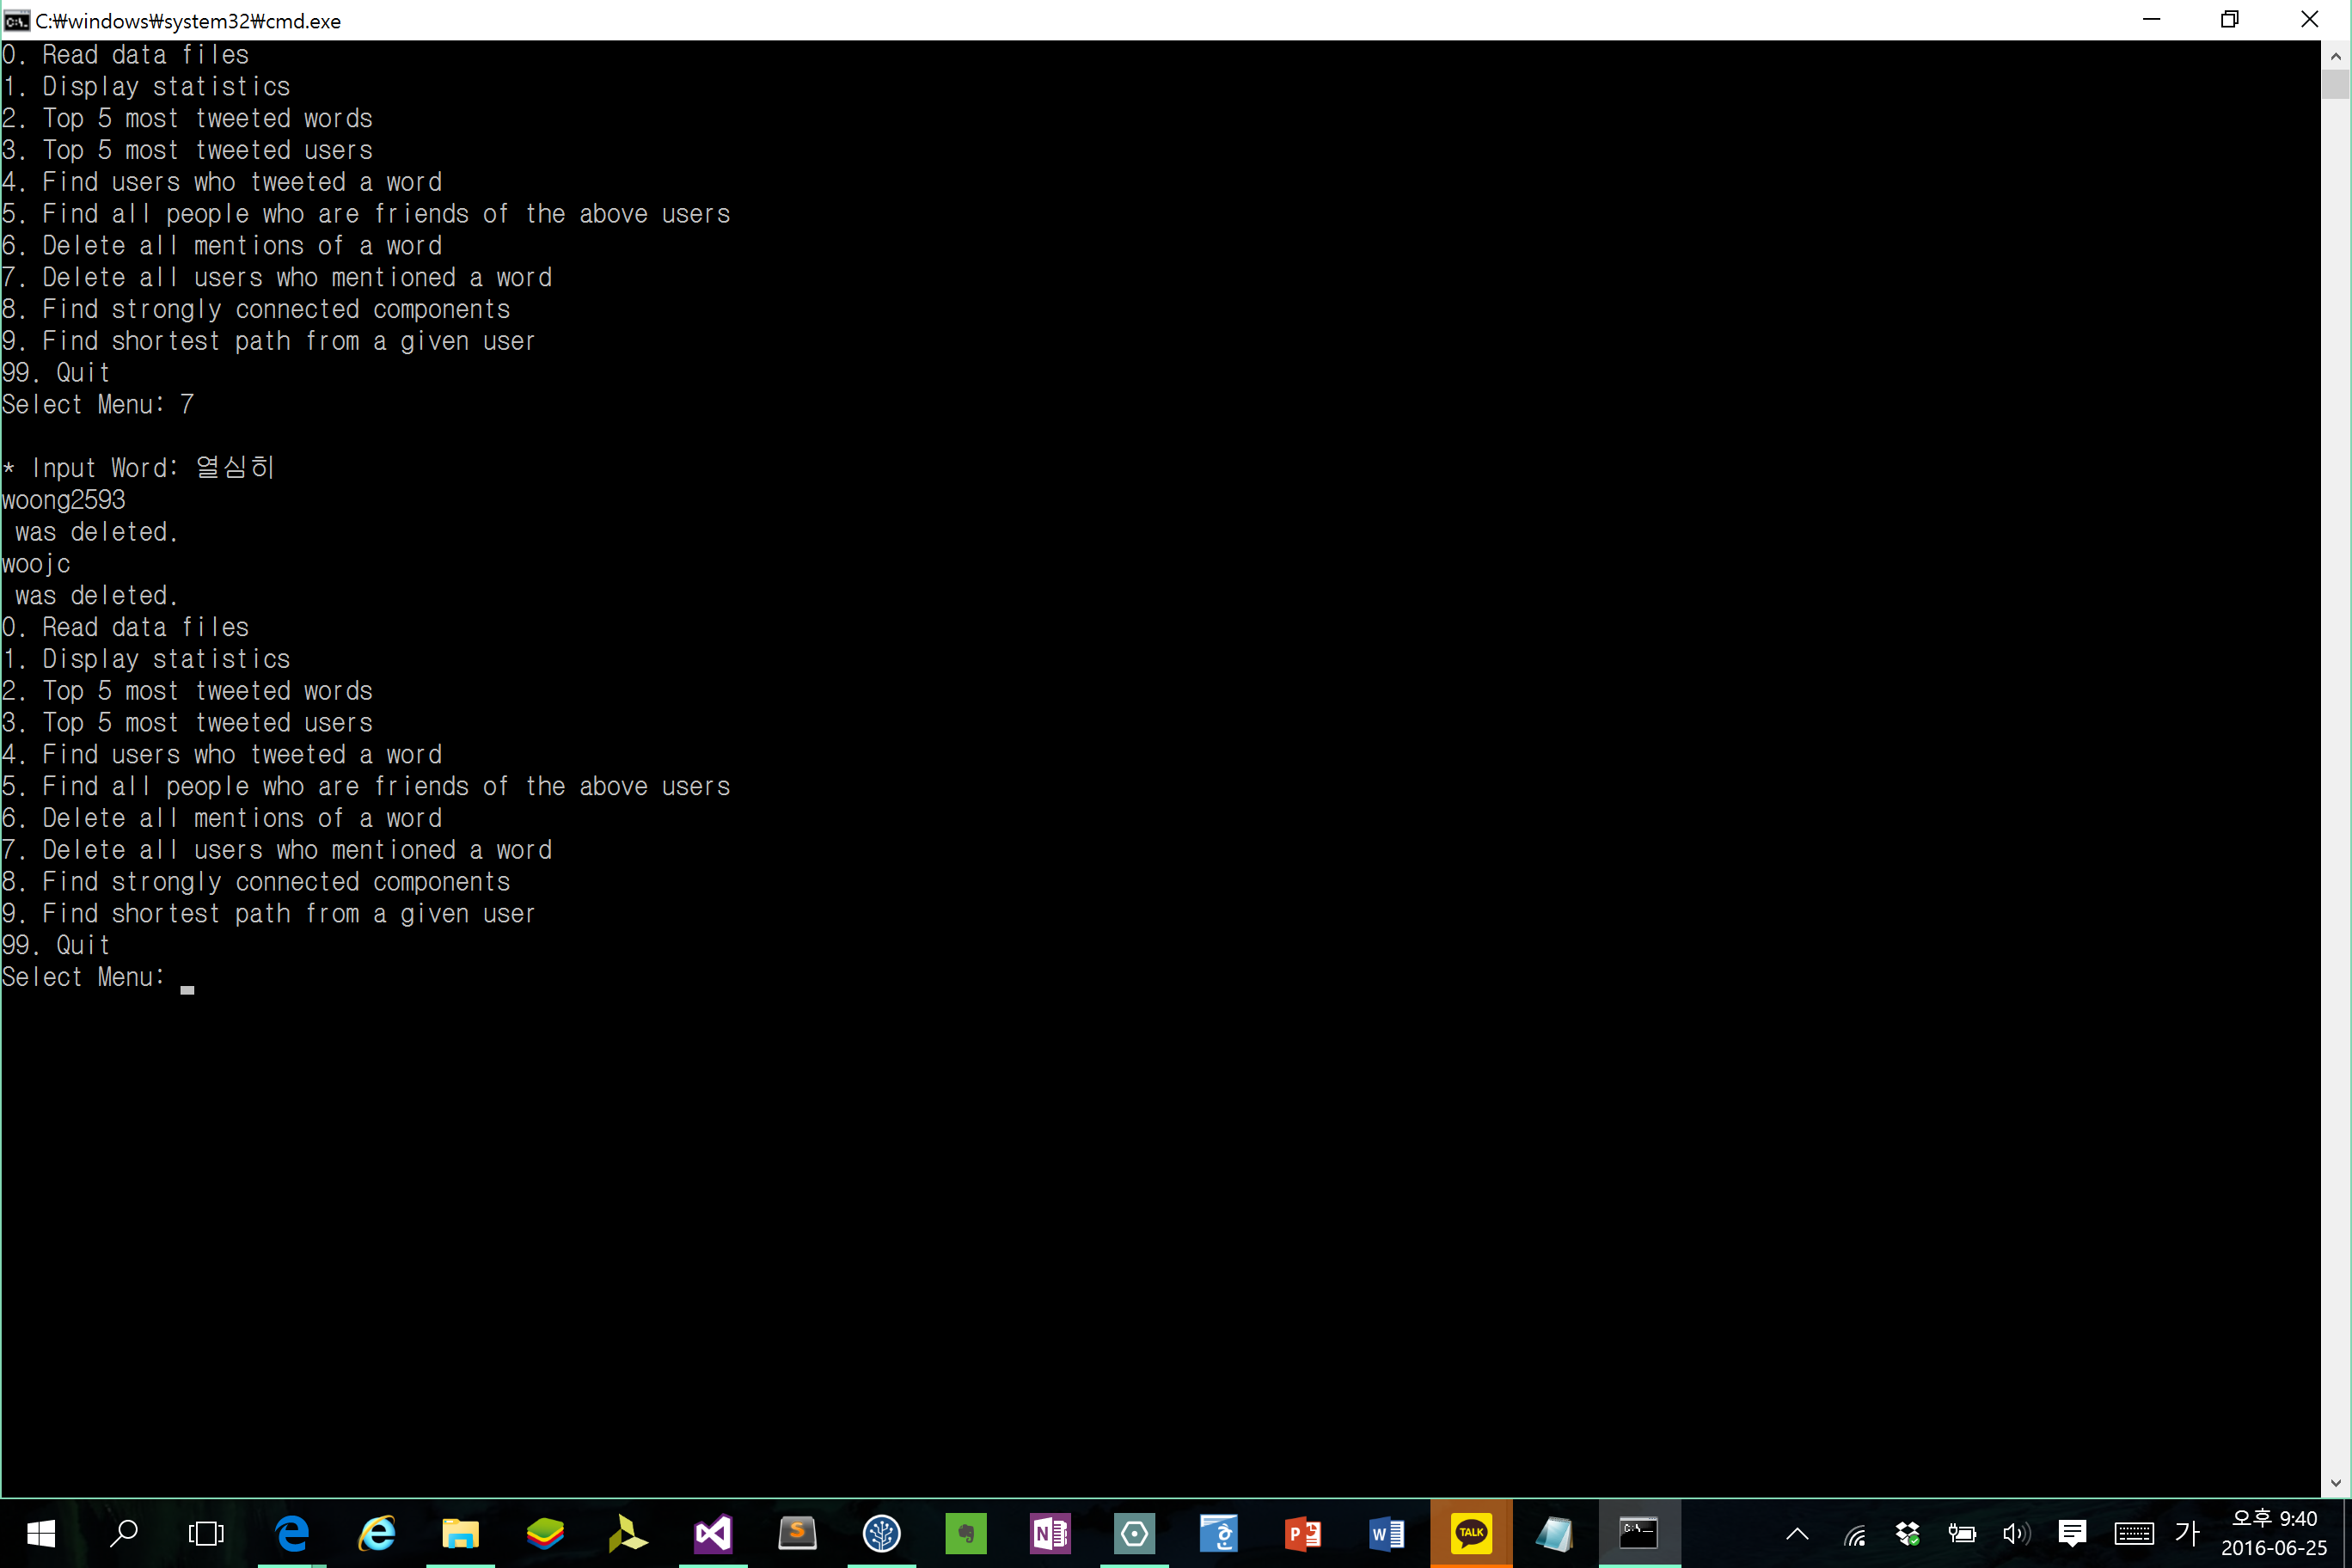 C:₩windows₩system32₩cmd.exe
0. Read data files
1. Display statistics
2. Top 5 most tweeted words
3. Top 5 most tweeted users
4. Find users who tweeted a word
5. Find all people who are friends of the above users
6. Delete all mentions of a word
7. Delete all users who mentioned a word
8. Find strongly connected components
9. Find shortest path from a given user
99. Quit
Select Menu: 7
* Input Word: 열심히
woong2593
was deleted.
woojc
was deleted.
0. Read data files
1. Display statistics
2. Top 5 most tweeted words
3. Top 5 most tweeted users
4. Find users who tweeted a word
5. Find all people who are friends of the above users
6. Delete all mentions of a word
7. Delete all users who mentioned a word
8. Find strongly connected components
9. Find shortest path from a given user
99. Quit
Select Menu:
TALK
가
오후 9:40
2016-06-25